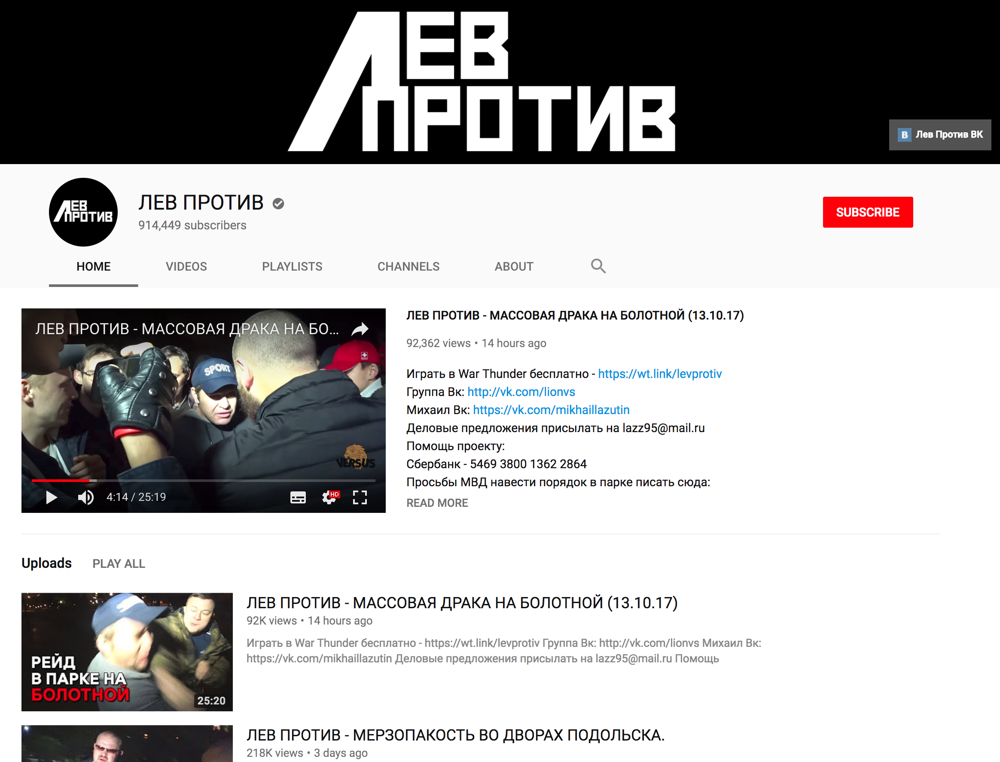 ЛЕВ
ПРОТИВ
B Лев Против ВК
ЛЕВ
ПРОТИВ
ЛЕВ ПРОТИВ
914,449 subscribers
SUBSCRIBE
HOME VIDEOS PLAYLISTS CHANNELS ABOUT
ЛЕВ ПРОТИВ - МАССОВАЯ ДРАКА НА БО...
SPORT
VERSUS
4:14 / 25:19
HD
ЛЕВ ПРОТИВ - МАССОВАЯ ДРАКА НА БОЛОТНОЙ (13.10.17)
92,362 views • 14 hours ago
Играть в War Thunder бесплатно - https://wt.link/levprotiv
Группа Вк: http://vk.com/lionvs
Михаил Вк: https://vk.com/mikhaillazutin
Деловые предложения присылать на lazz95@mail.ru
Помощь проекту:
Сбербанк - 5469 3800 1362 2864
Просьбы МВД навести порядок в парке писать сюда:
READ MORE
Uploads PLAY ALL
РЕЙД
В ПАРКЕ НА
БОЛОТНОЙ
25:20
ЛЕВ ПРОТИВ - МАССОВАЯ ДРАКА НА БОЛОТНОЙ (13.10.17)
92K views • 14 hours ago
Играть в War Thunder бесплатно - https://wt.link/levprotiv Группа Вк: http://vk.com/lionvs Михаил Вк:
https://vk.com/mikhaillazutin Деловые предложения присылать на lazz95@mail.ru Помощь
ЛЕВ ПРОТИВ - МЕРЗОПАКОСТЬ ВО ДВОРАХ ПОДОЛЬСКА.
218K views • 3 days ago